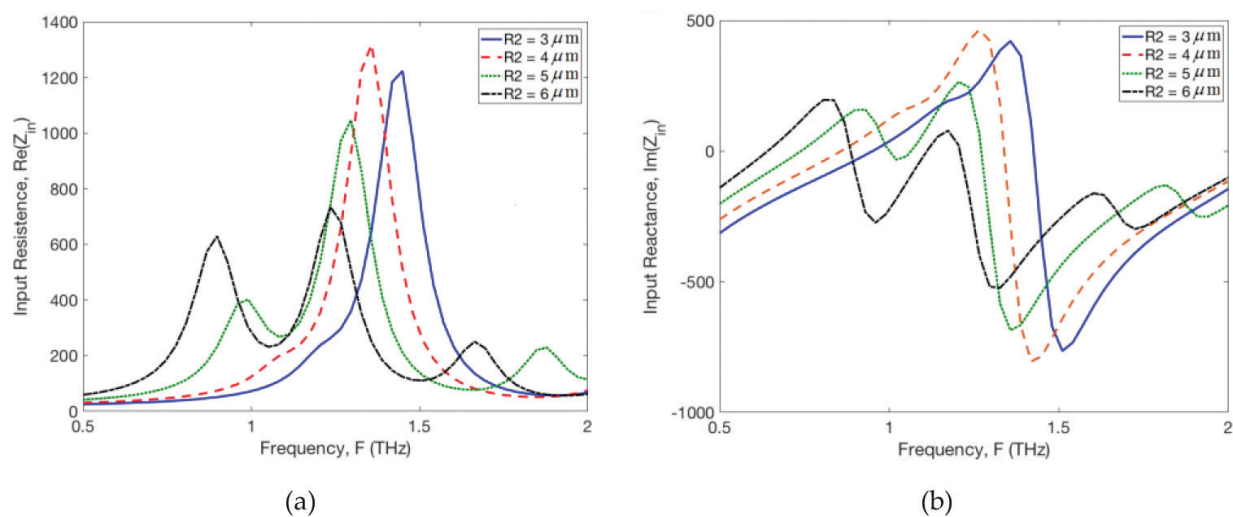 1400
1200
1000
800
600
400
200
0
Input Resistence, Re(Z_in)
R2 = 3 μm
R2 = 4 μm
R2 = 5 μm
R2 = 6 μm
0.5 1 1.5 2
Frequency, F (THz)
(a)
500
0
-500
-1000
Input Reactance, Im(Z_in)
R2 = 3 μm
R2 = 4 μm
R2 = 5 μm
R2 = 6 μm
0.5 1 1.5 2
Frequency, F (THz)
(b)